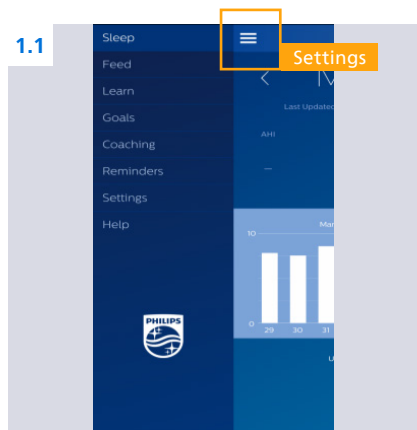 1.1
Sleep
Settings
Feed
Learn
Last Updated
Goals
AHI
Coaching
Reminders
Settings
Help
10
PHILIPS
0
29 30 31